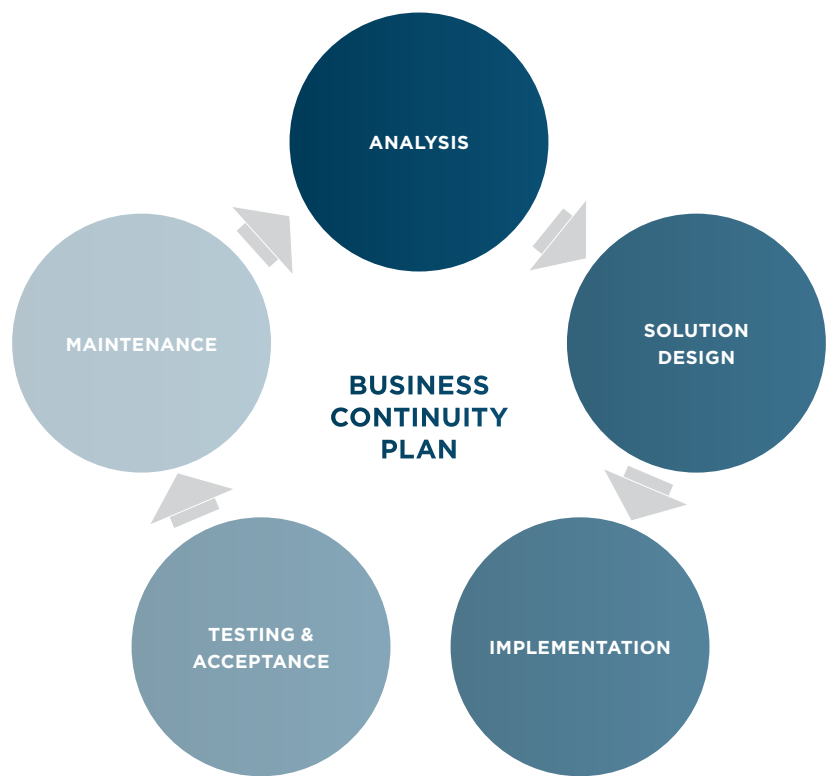 ANALYSIS
SOLUTION
DESIGN
IMPLEMENTATION
TESTING &
ACCEPTANCE
MAINTENANCE
BUSINESS
CONTINUITY
PLAN